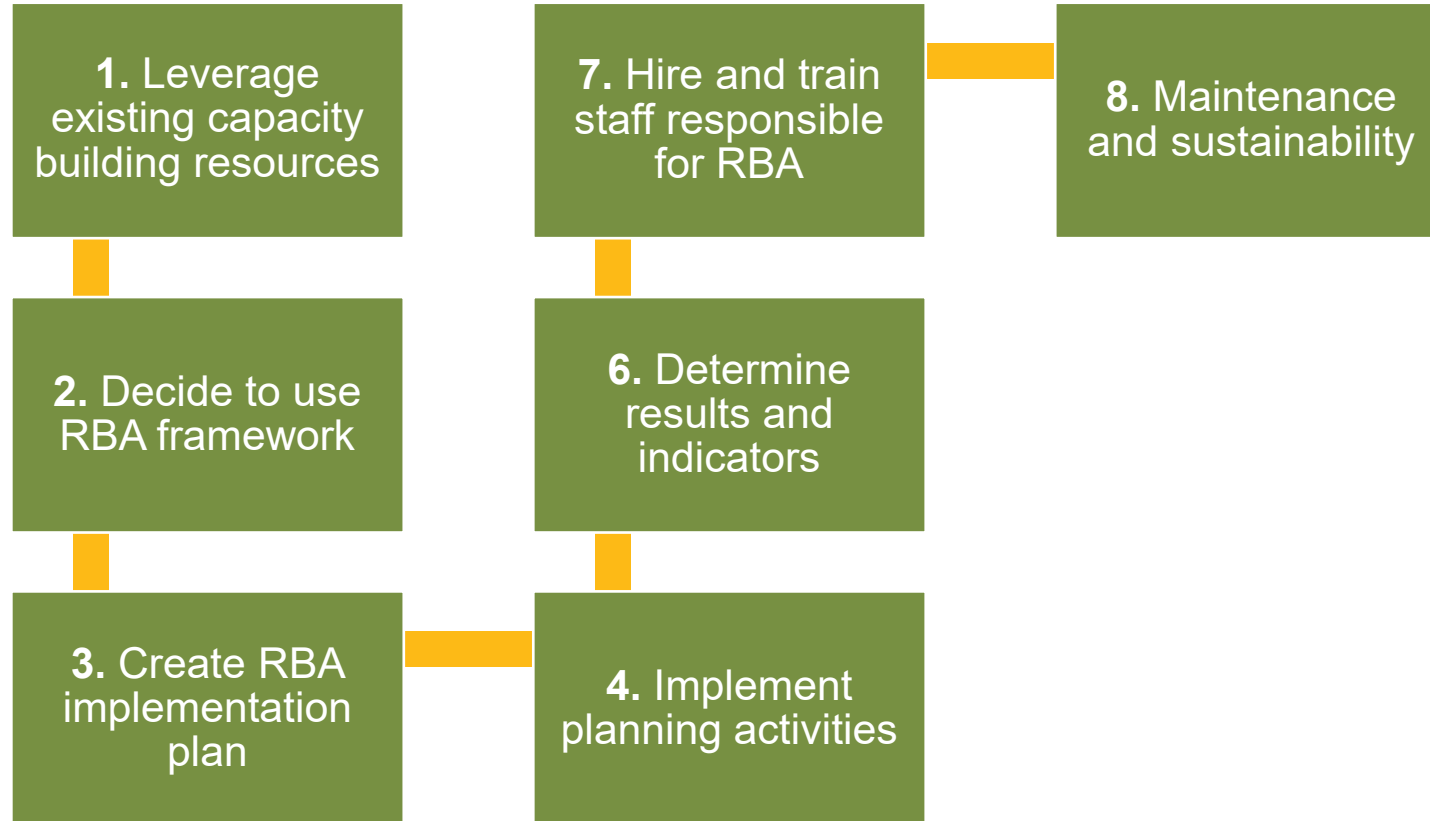 1. Leverage
existing capacity
building resources
2. Decide to use
RBA framework
3. Create RBA
implementation
plan
4. Implement
planning activities
6. Determine
results and
indicators
7. Hire and train
staff responsible
for RBA
8. Maintenance
and sustainability